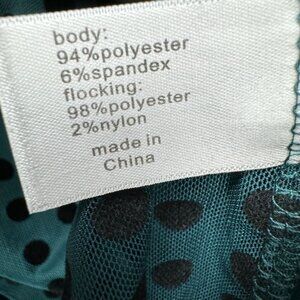 body:
94%polyester
6%spandex
flocking:
98%polyester
2%nylon
made in
China